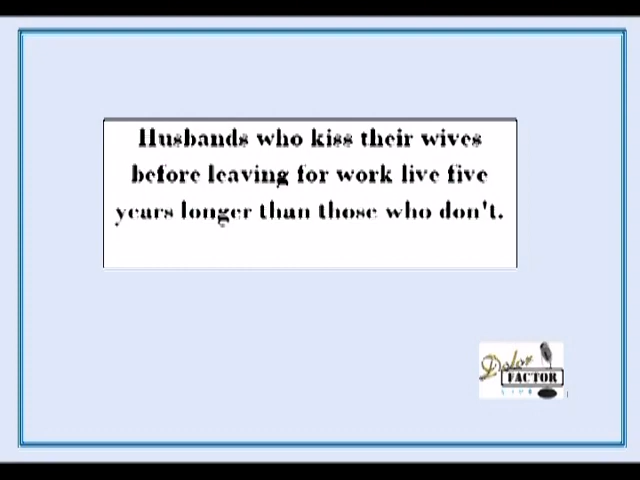 Husbands who kiss their wives
before leaving for work live five
years longer than those who don't.
FACTOR